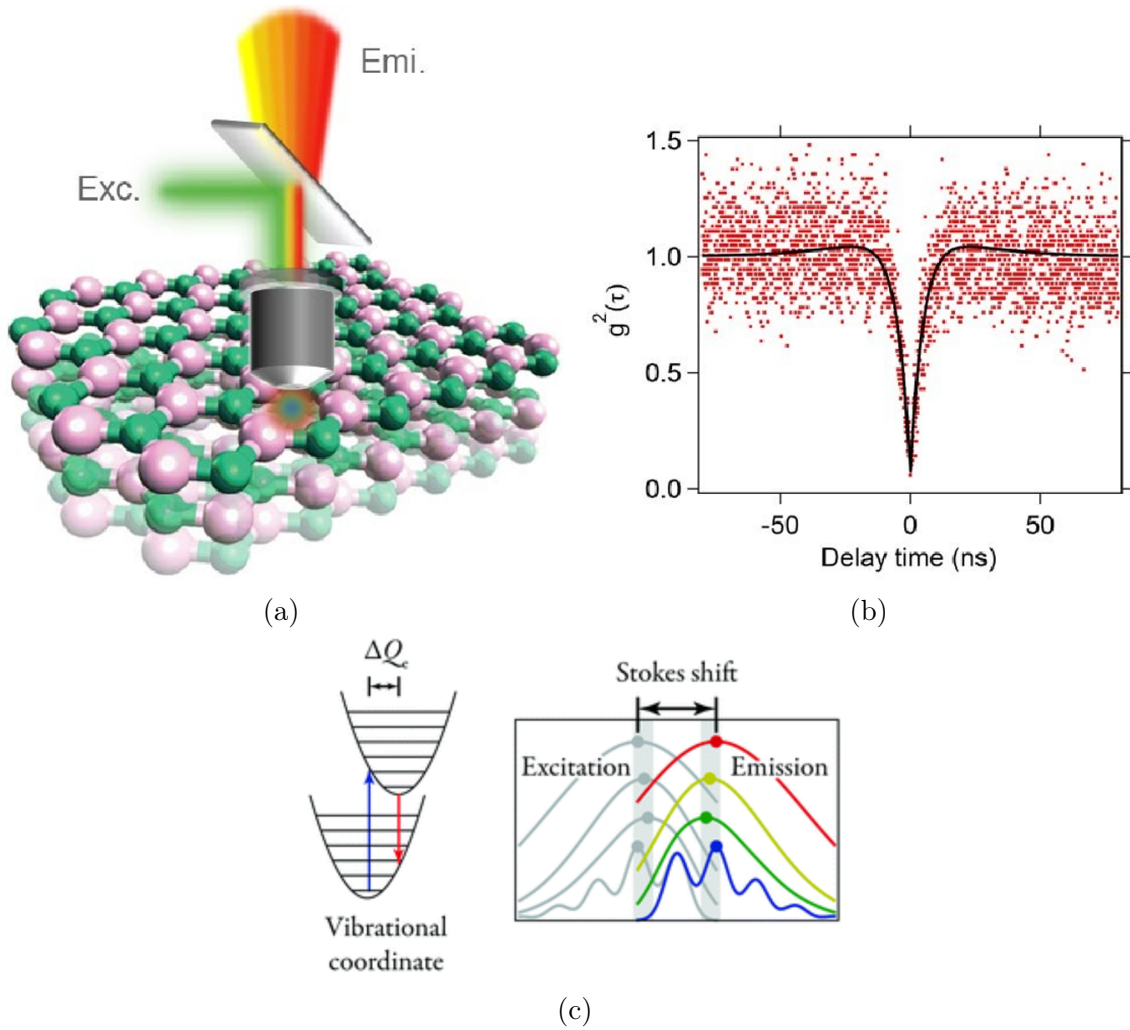 Emi.
Exc.
(a)
1.5
1.0
0.5
0.0
g²(τ)
-50 0 50
Delay time (ns)
(b)
ΔQₑ
Vibrational
coordinate
Stokes shift
Excitation Emission
(c)